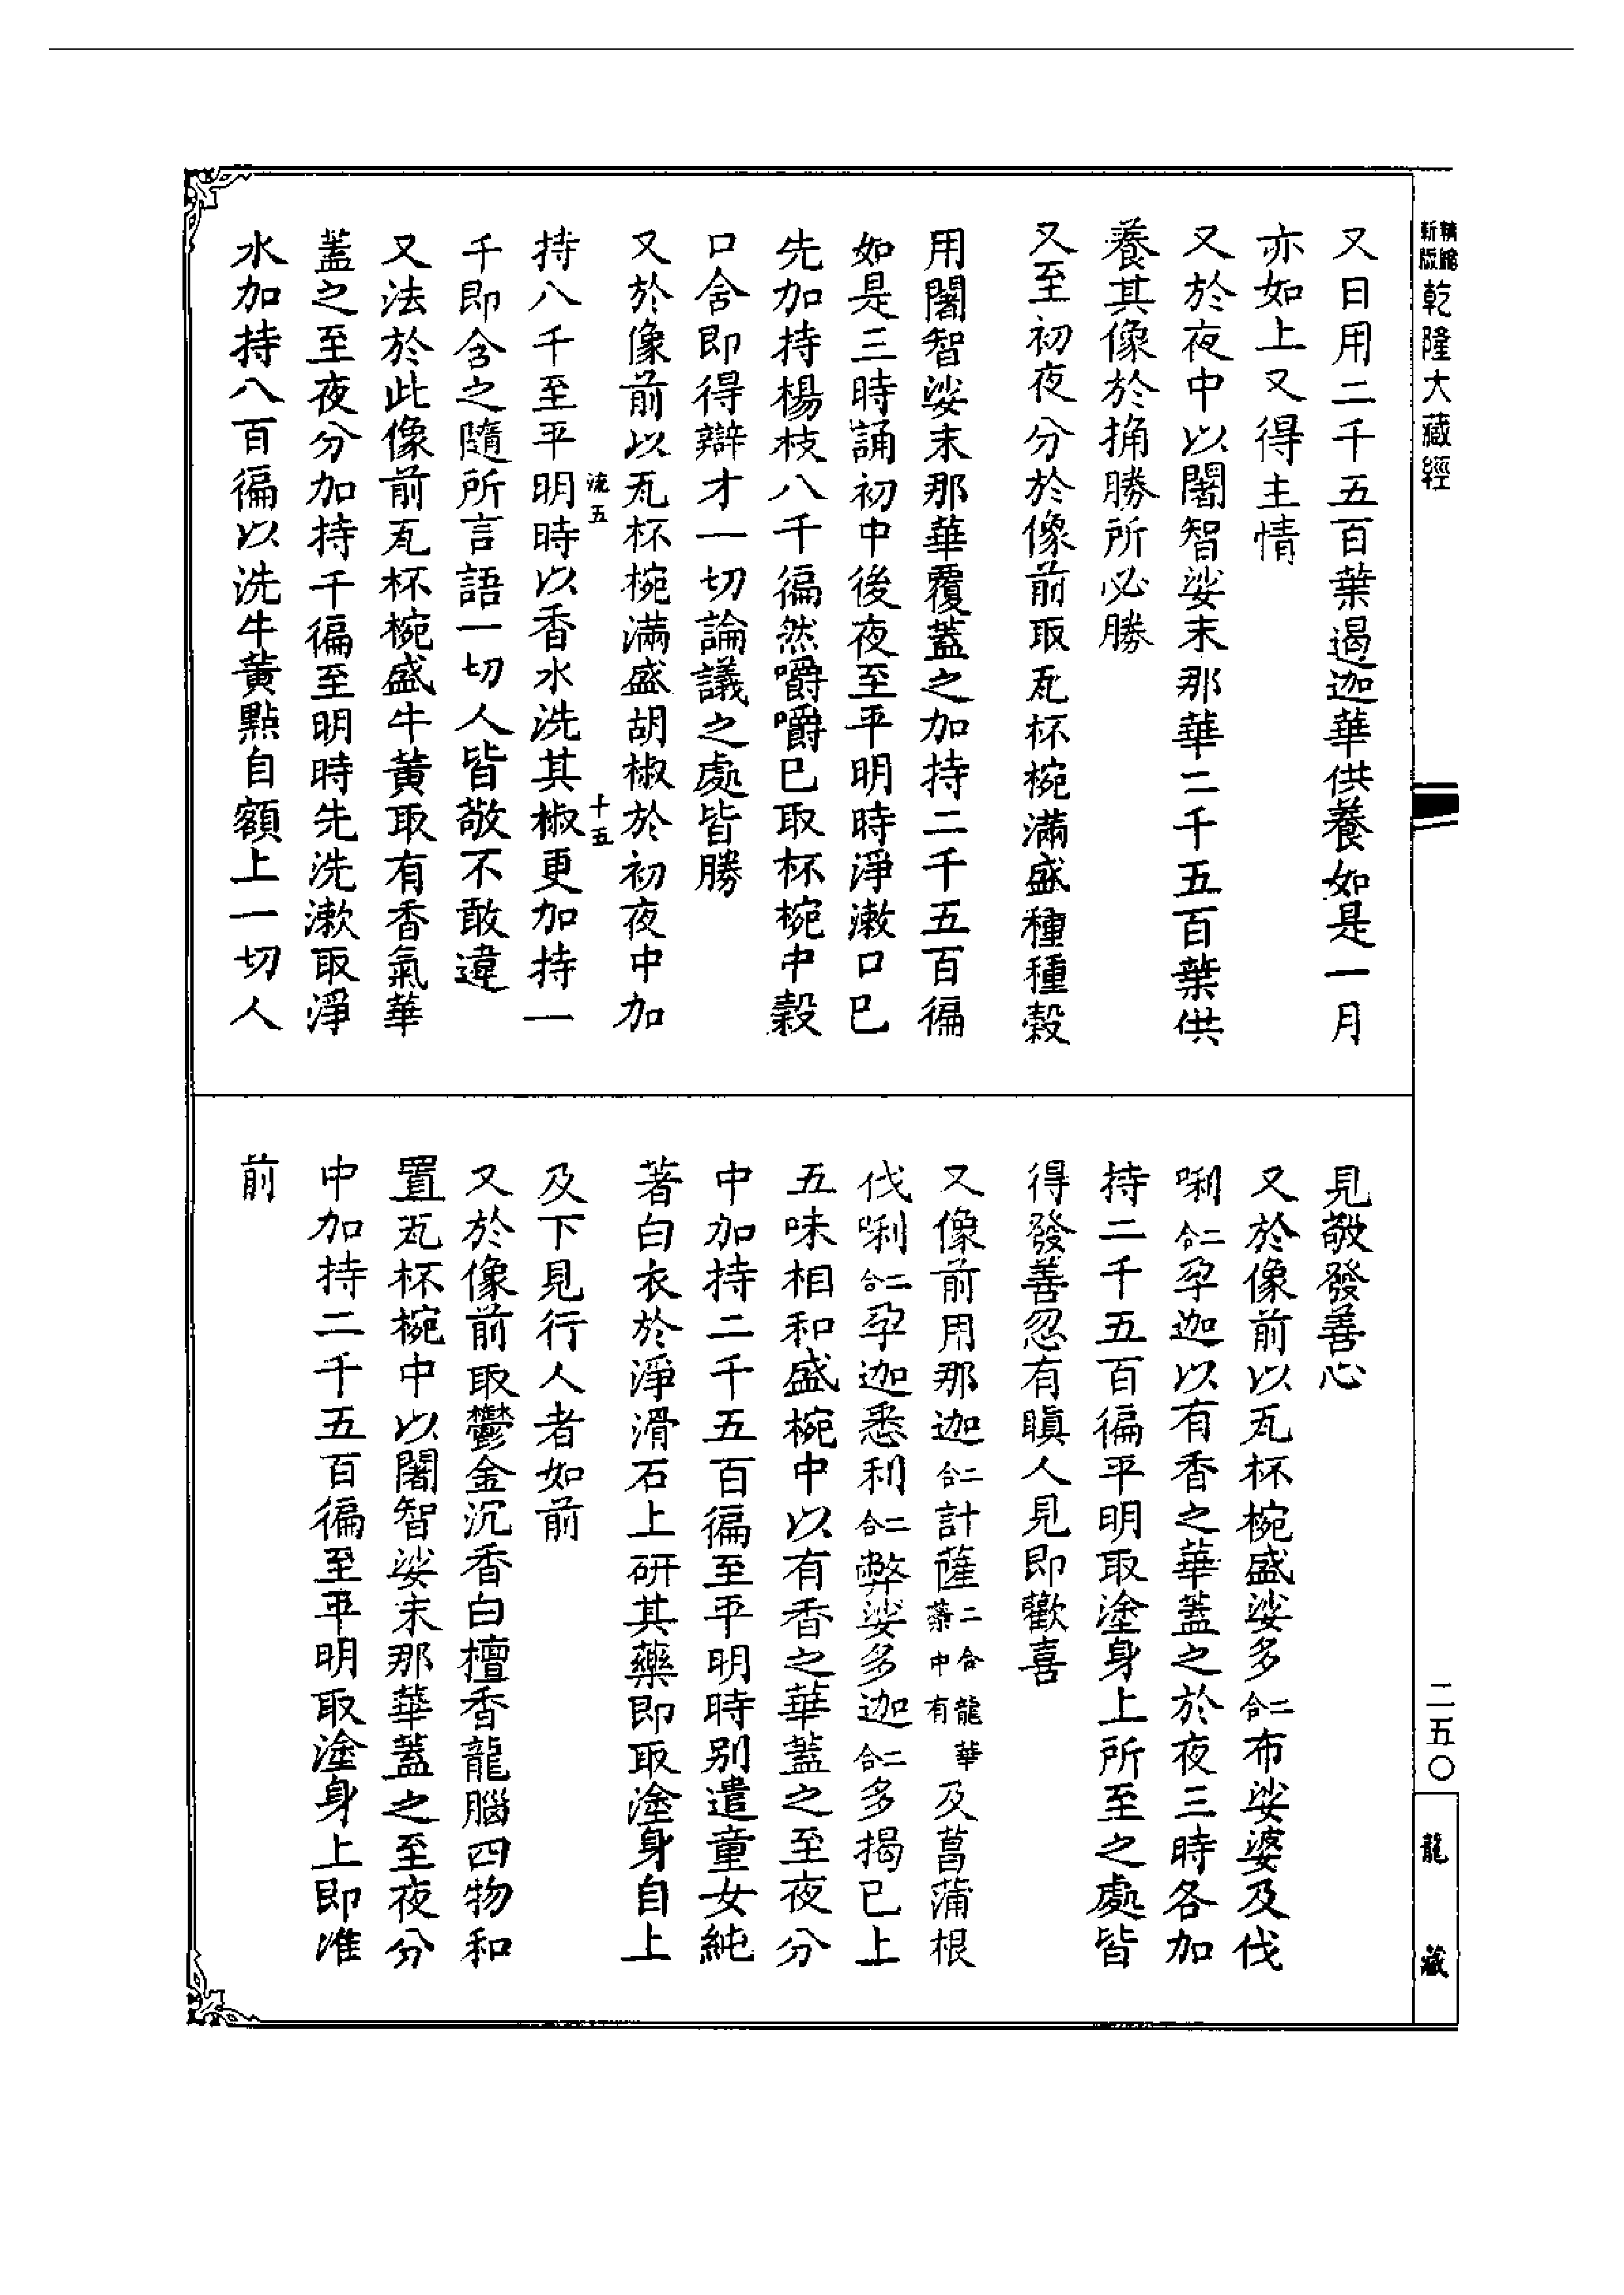 精縮
新版
乾隆大藏經
又日用二千五百葉遏迦華供養如是一月
亦如上又得主情
又於夜中以闍智娑末那華二千五百葉供
養其像於捔勝所必勝
又至初夜分於像前取瓦杯椀滿盛種種穀
用闍智娑末那華覆蓋之加持二千五百徧
如是三時誦初中後夜至平明時淨漱口已
先加持楊枝八千徧然嚼嚼已取杯椀中穀
口含即得辯才一切論議之處皆勝
又於像前以瓦杯椀滿盛胡椒於初夜中加
流五
十五
持八千至平明時以香水洗其椒更加持一
千即含之隨所言語一切人皆敬不敢違
又法於此像前瓦杯椀盛牛黃取有香氣華
蓋之至夜分加持千徧至明時先洗漱取淨
水加持八百徧以洗牛黃點自額上一切人
見敬發善心
又於像前以瓦杯椀盛娑多二合布娑婆及伐
唎二合孕迦以有香之華蓋之於夜三時各加
持二千五百徧平明取塗身上所至之處皆
得發善忽有瞋人見即歡喜
又像前用那迦二合計薩二合龍華蘂中有及菖蒲根
伐唎二合孕迦悉利二合弊娑多迦二合多揭已上
五味相和盛椀中以有香之華蓋之至夜分
中加持二千五百徧至平明時別遣童女純
著白衣於淨滑石上研其藥即取塗身自上
及下見行人者如前
又於像前取鬱金沉香白檀香龍腦四物和
置瓦杯椀中以闍智娑末那華蓋之至夜分
中加持二千五百徧至平明取塗身上即准
前
二五〇
龍藏